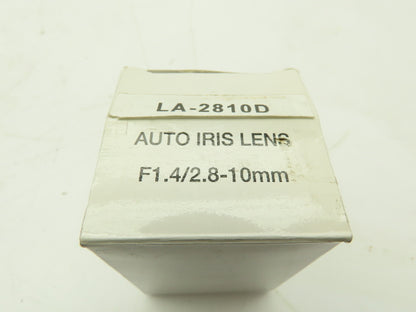 LA-2810D
AUTO IRIS LENS
F1.4/2.8-10mm